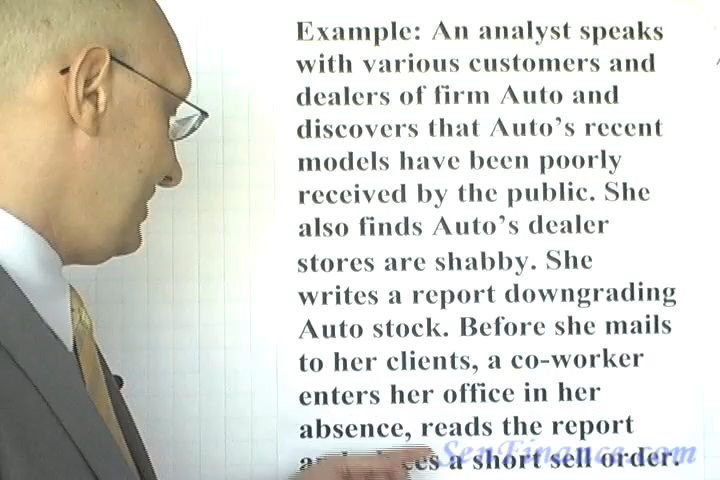 Example: An analyst speaks
with various customers and
dealers of firm Auto and
discovers that Auto's recent
models have been poorly
received by the public. She
also finds Auto's dealer
stores are shabby. She
writes a report downgrading
Auto stock. Before she mails
to her clients, a co-worker
enters her office in her
absence, reads the report
a short sell order.
SenFinance.com